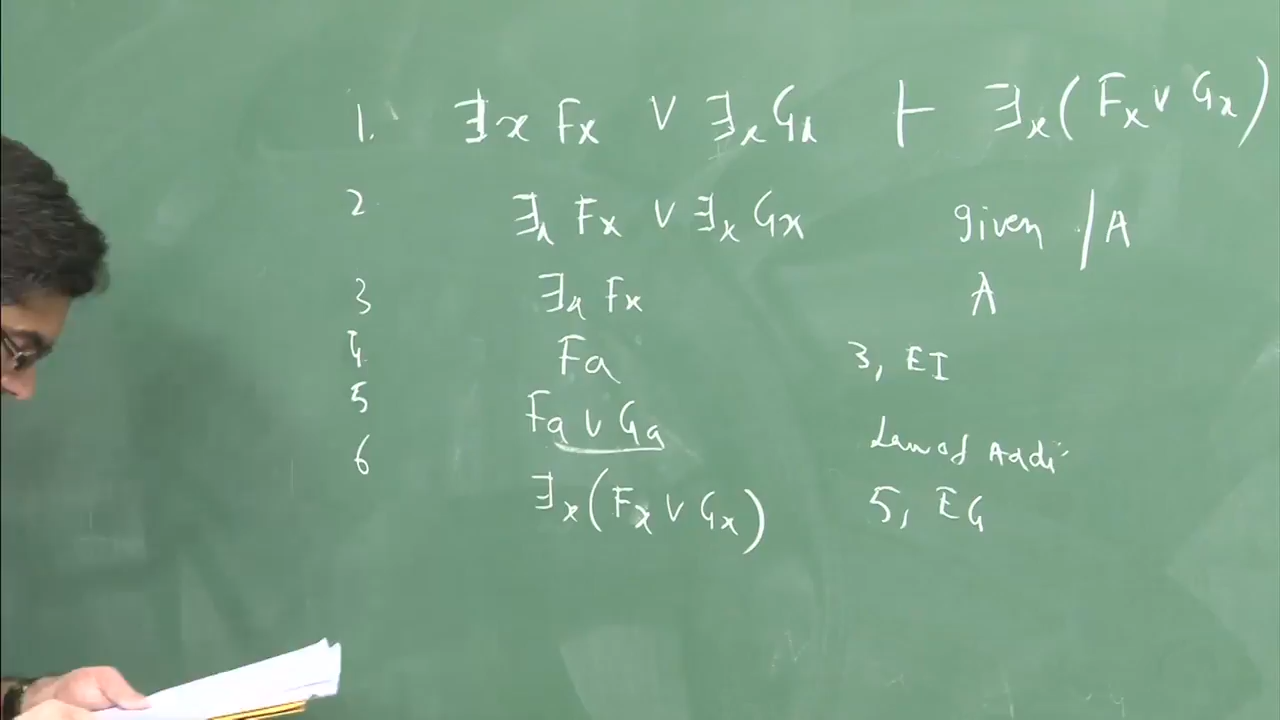 1. ∃x Fx ∨ ∃x Gx ⊢ ∃x (Fx ∨ Gx)
2 ∃x Fx ∨ ∃x Gx given / A
3 ∃x Fx A
4 Fa 3, EI
5 Fa ∨ Ga Law of Addi
6 ∃x (Fx ∨ Gx) 5, EG